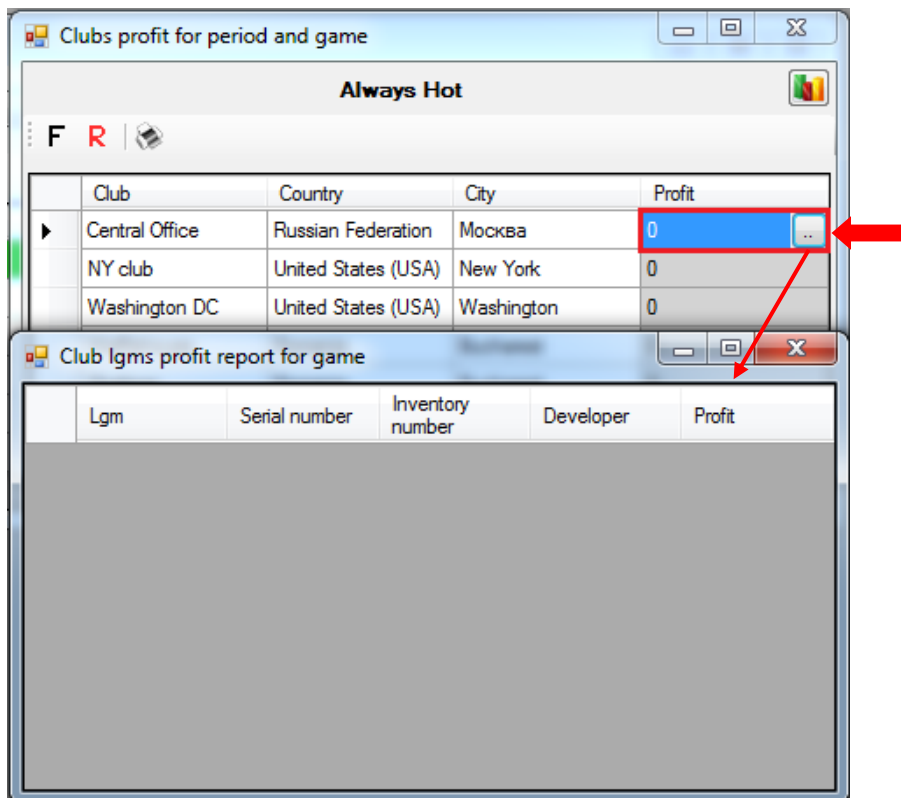 Clubs profit for period and game
Always Hot
F R
Club Country City Profit
Central Office Russian Federation Москва 0 ..
NY club United States (USA) New York 0
Washington DC United States (USA) Washington 0
Club lgms profit report for game
Lgm Serial number Inventory number Developer Profit